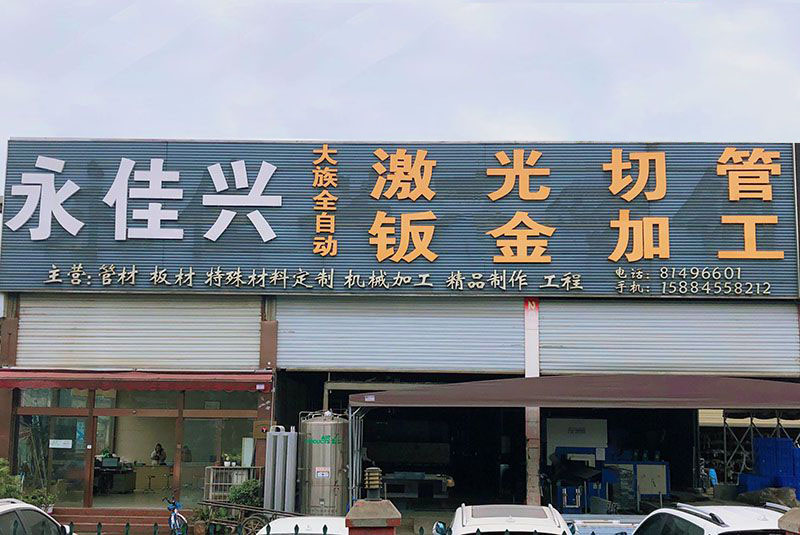 永佳兴
大族全自动
激光切管
钣金加工
主营:管材 板材 特殊材料定制 机械加工 精品制作 工程
电话: 81496601
手机: 15884558212
2